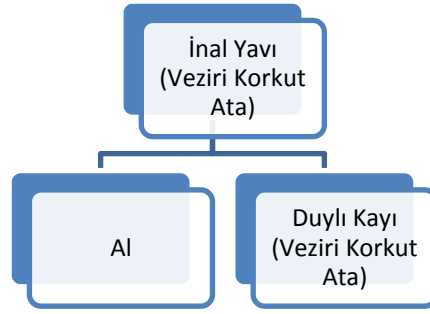 İnal Yavı
(Veziri Korkut
Ata)
Al
Duylı Kayı
(Veziri Korkut
Ata)